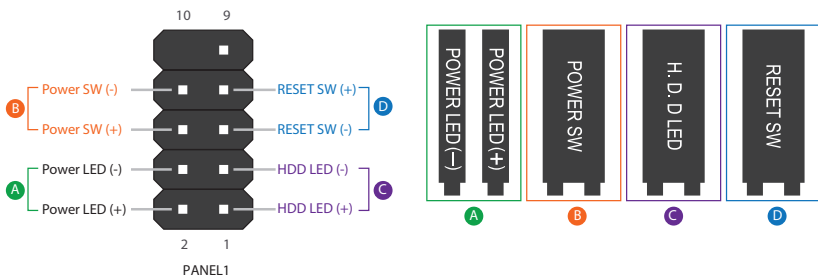 10 9
Power SW (-)
RESET SW (+)
B
D
Power SW (+)
RESET SW (-)
Power LED (-)
HDD LED (-)
A
C
Power LED (+)
HDD LED (+)
2 1
PANEL1
POWER LED (−)
POWER LED (+)
POWER SW
H. D. D LED
RESET SW
A
B
C
D